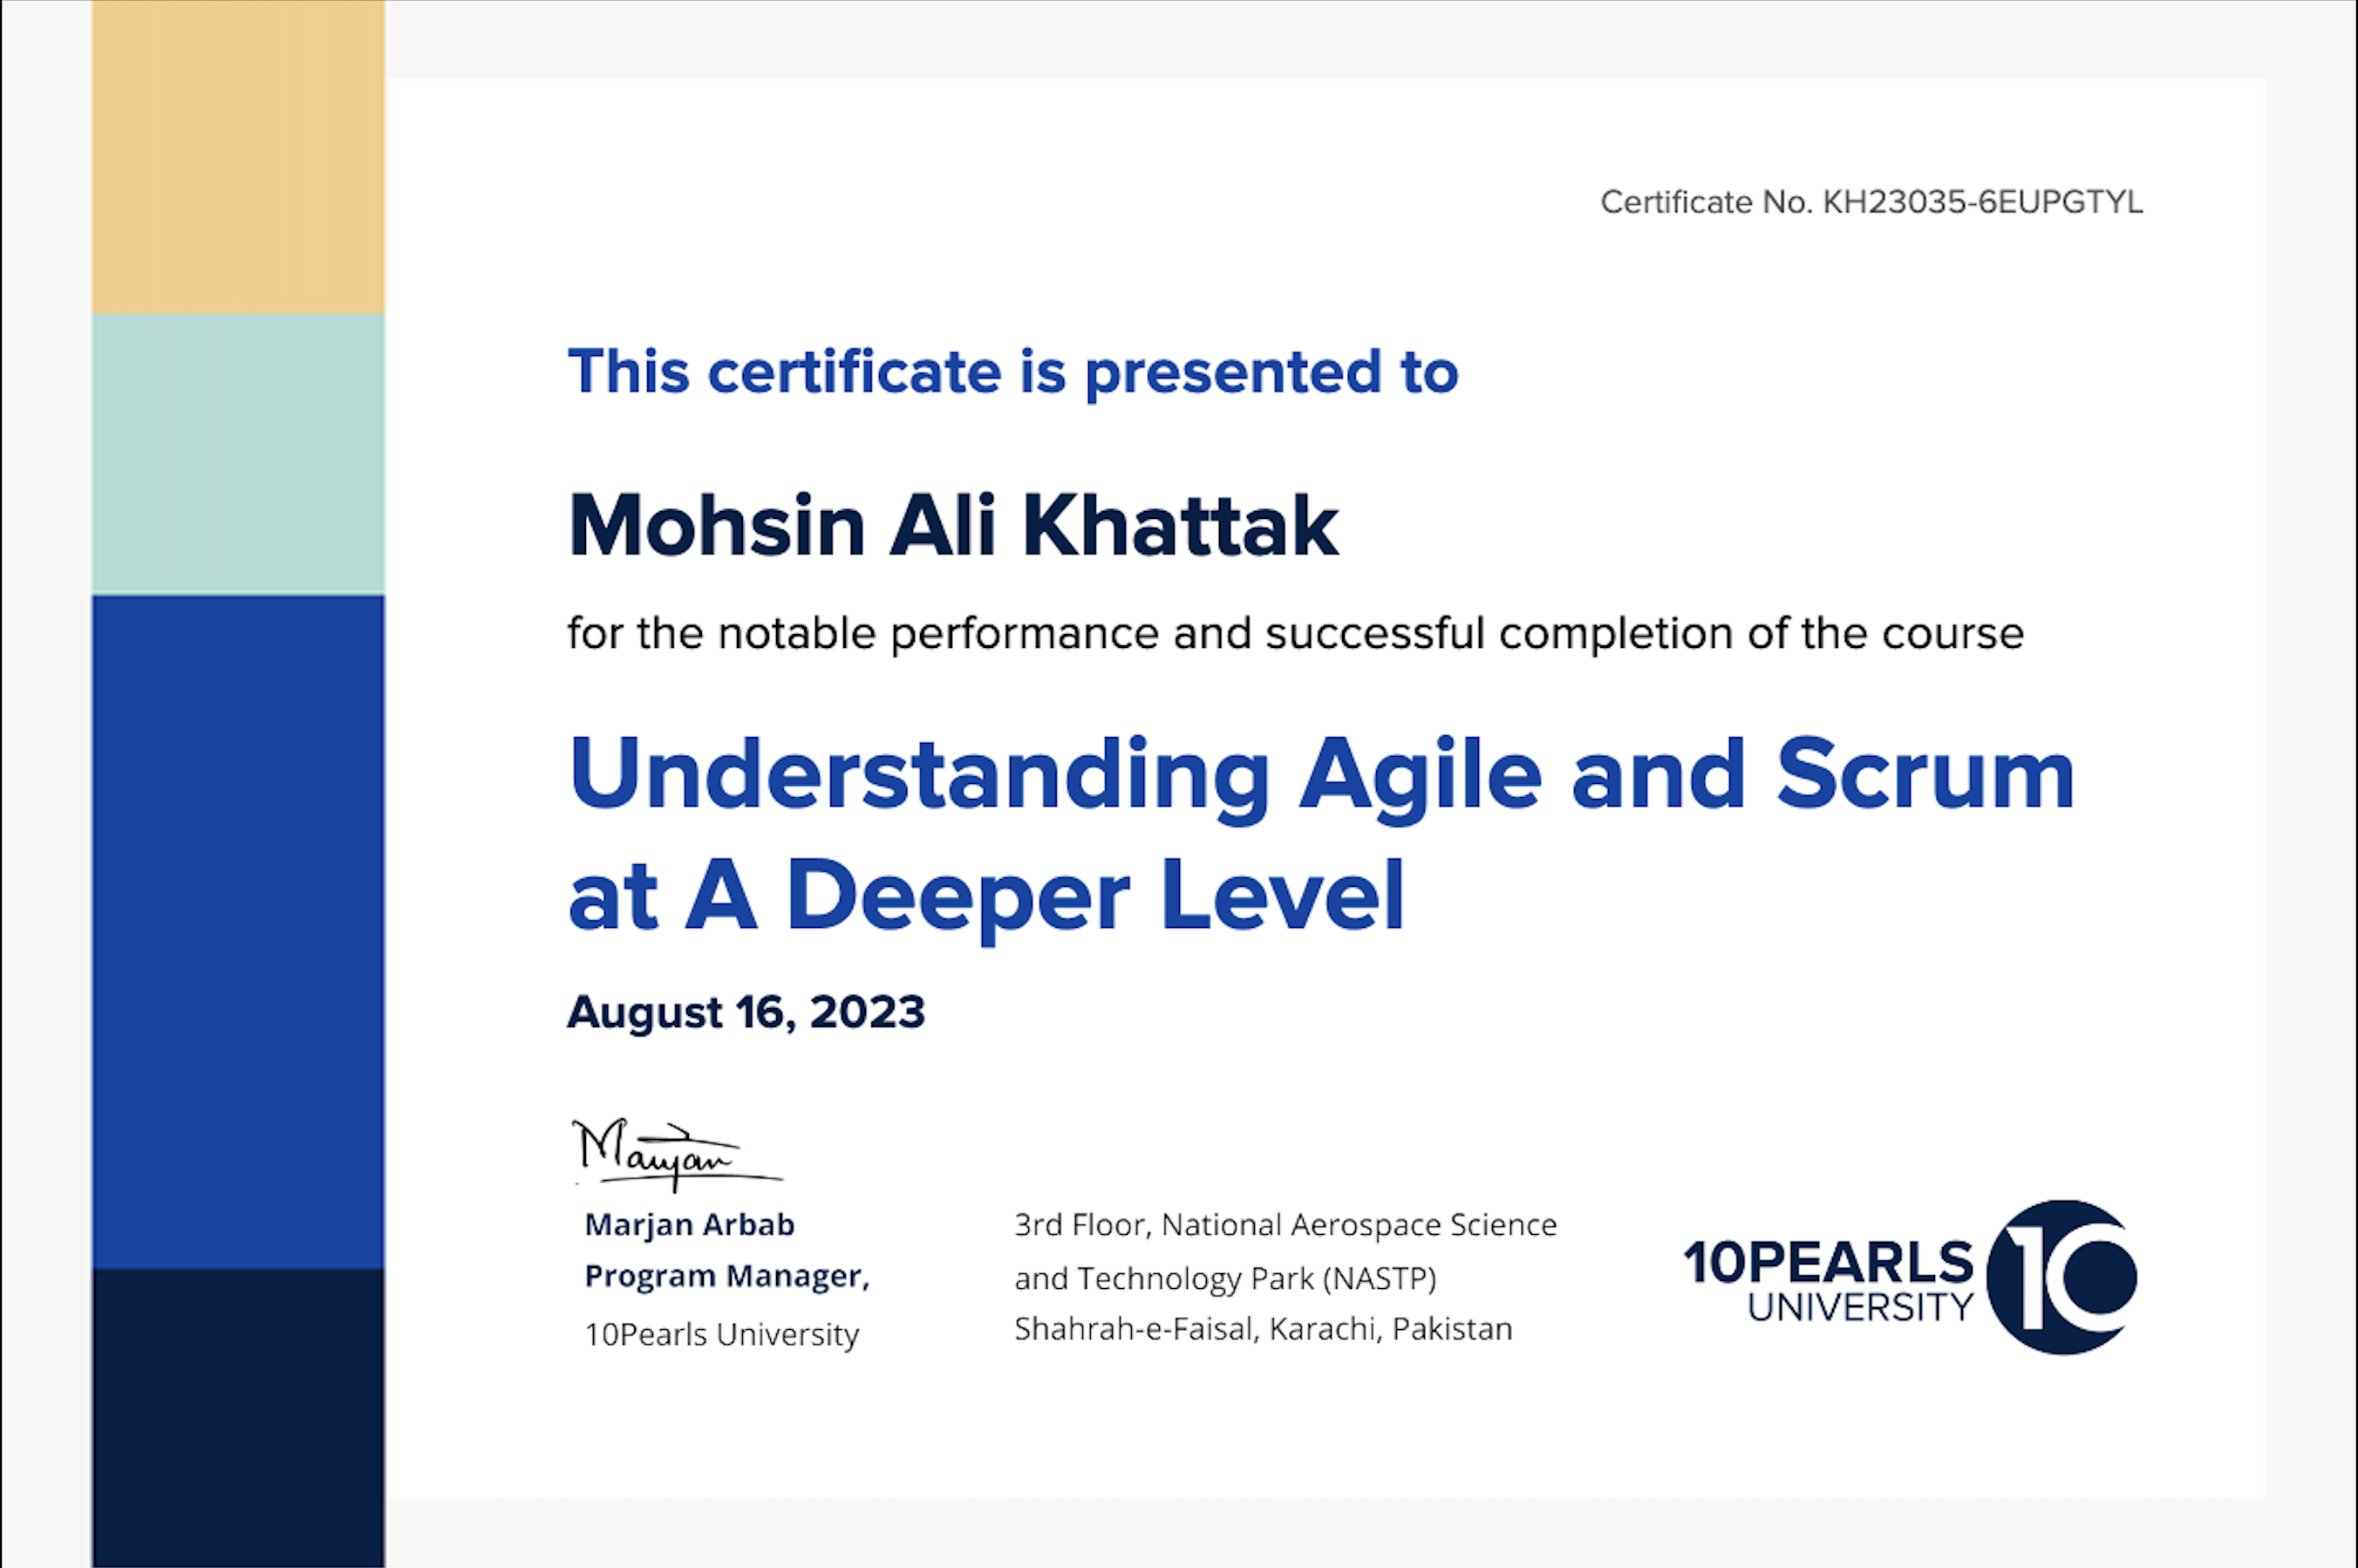 Certificate No. KH23035-6EUPGTYL
This certificate is presented to
Mohsin Ali Khattak
for the notable performance and successful completion of the course
Understanding Agile and Scrum
at A Deeper Level
August 16, 2023
Marjan
Marjan Arbab
Program Manager,
10Pearls University
3rd Floor, National Aerospace Science
and Technology Park (NASTP)
Shahrah-e-Faisal, Karachi, Pakistan
10PEARLS
UNIVERSITY
10